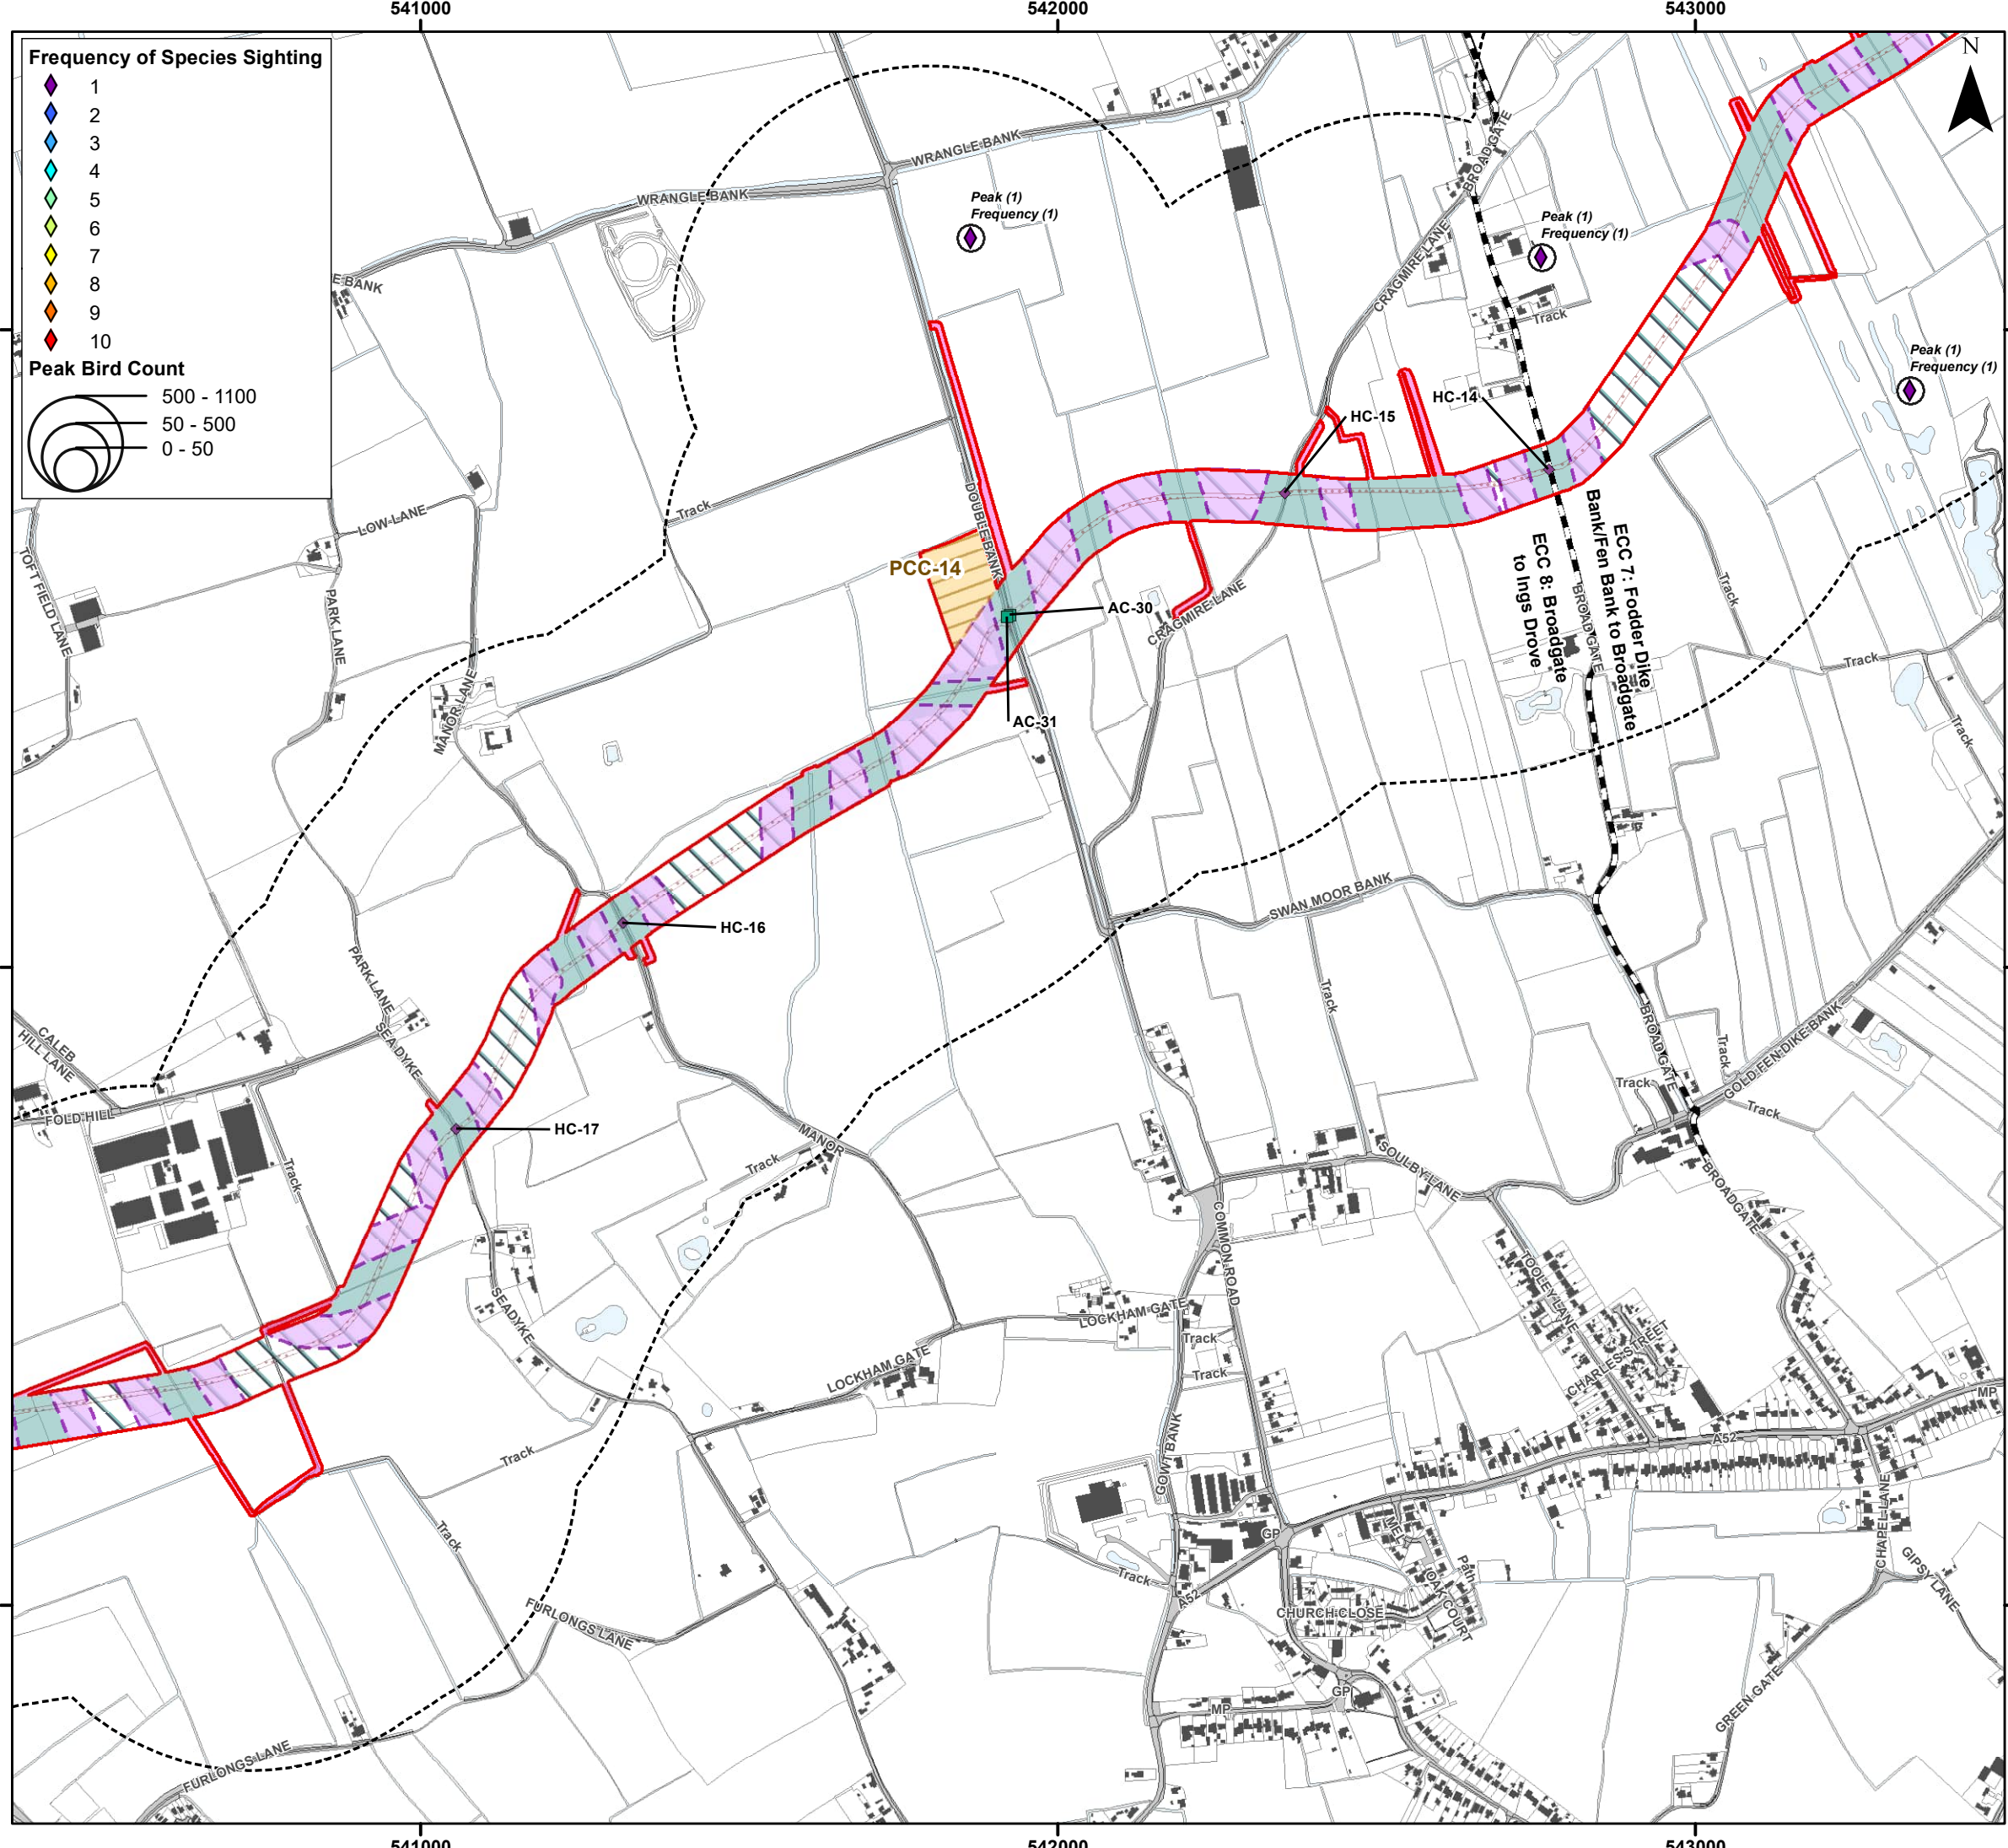 541000
542000
543000
Frequency of Species Sighting
1
2
3
4
5
6
7
8
9
10
Peak Bird Count
500 - 1100
50 - 500
0 - 50
N
WRANGLE BANK
WRANGLE BANK
E BANK
BROADGATE
CRAGMIRE LANE
Peak (1)
Frequency (1)
Peak (1)
Frequency (1)
Peak (1)
Frequency (1)
Track
HC-14
HC-15
DOUBLE BANK
Track
LOW LANE
TOFT FIELD LANE
PARK LANE
MANOR LANE
PCC-14
AC-30
AC-31
CRAGMIRE LANE
ECC 7: Fodder Dike
Bank/Fen Bank to Broadgate
ECC 8: Broadgate
to Ings Drove
BROADGATE
Track
Track
Track
SWAN MOOR BANK
HC-16
PARK LANE
SEA DYKE
CALEB
HILL LANE
FOLD HILL
Track
HC-17
MANOR
Track
Track
BROADGATE
Track
Track
GOLD FEN DIKE BANK
Track
SOULBY LANE
BROADGATE
COMMON ROAD
TOOLEY LANE
CHARLES STREET
SEADYKE
LOCKHAM GATE
LOCKHAM GATE
Track
Track
GOWT BANK
Track
Track
A52
MP
CHAPEL LANE
GIPSY LANE
GP
A52
Track
Path
OAK COURT
CHURCH CLOSE
FURLONGS LANE
FURLONGS LANE
GP
MP
GREEN GATE
541000
542000
543000